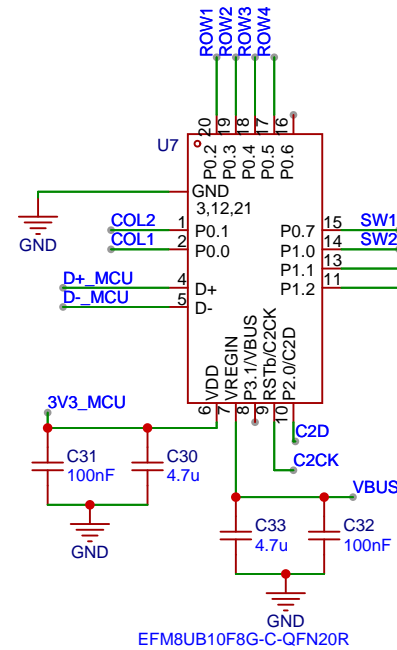 ROW1
ROW2
ROW3
ROW4
20
19
18
17
16
U7
P0.2
P0.3
P0.4
P0.5
P0.6
GND
3,12,21
GND
COL2 1 P0.1
COL1 2 P0.0
D+_MCU 4 D+
D-_MCU 5 D-
P0.7 15 SW1
P1.0 14 SW2
P1.1 13
P1.2 11
VDD
VREGIN
P3.1/VBUS
RSTb/C2CK
P2.0/C2D
6
7
8
9
10
3V3_MCU
C2D
C2CK
VBUS
C31
100nF
C30
4.7u
GND
C33
4.7u
C32
100nF
GND
EFM8UB10F8G-C-QFN20R